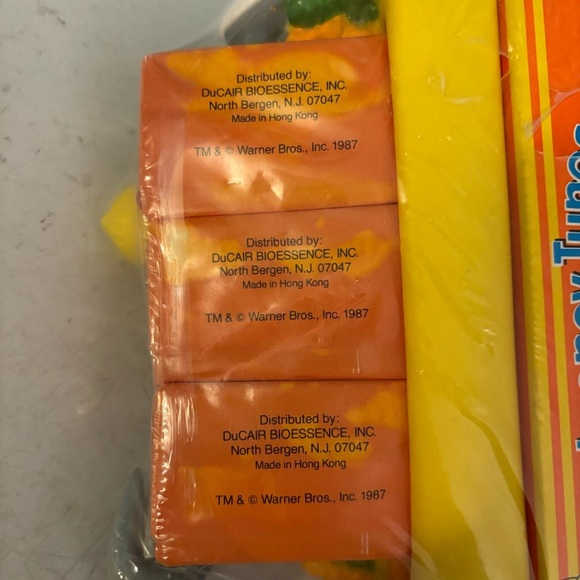 Distributed by:
DuCAIR BIOESSENCE, INC.
North Bergen, N.J. 07047
Made in Hong Kong
TM & © Warner Bros., Inc. 1987
Distributed by:
DuCAIR BIOESSENCE, INC.
North Bergen, N.J. 07047
Made in Hong Kong
TM & © Warner Bros., Inc. 1987
Distributed by:
DuCAIR BIOESSENCE, INC.
North Bergen, N.J. 07047
Made in Hong Kong
TM & © Warner Bros., Inc. 1987
Tunes